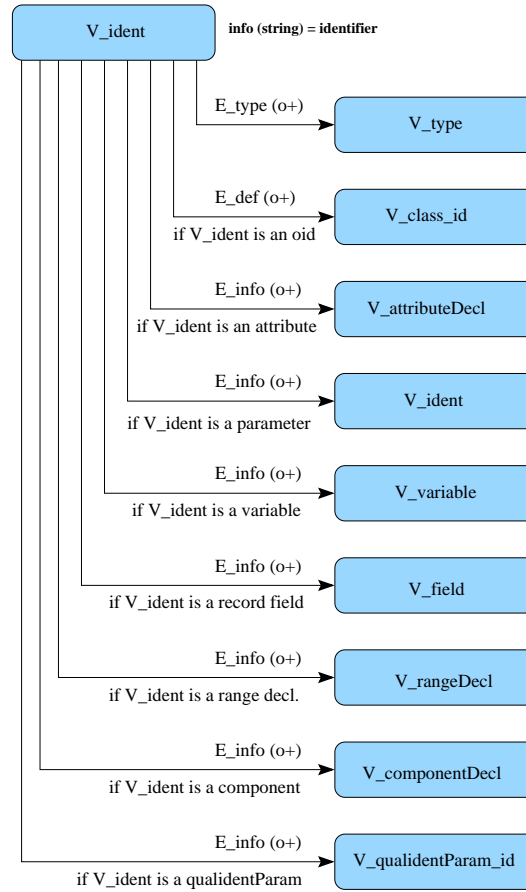 V_ident
info (string) = identifier
E_type (o+)
V_type
E_def (o+)
V_class_id
if V_ident is an oid
E_info (o+)
V_attributeDecl
if V_ident is an attribute
E_info (o+)
V_ident
if V_ident is a parameter
E_info (o+)
V_variable
if V_ident is a variable
E_info (o+)
V_field
if V_ident is a record field
E_info (o+)
V_rangeDecl
if V_ident is a range decl.
E_info (o+)
V_componentDecl
if V_ident is a component
E_info (o+)
V_qualidentParam_id
if V_ident is a qualidentParam